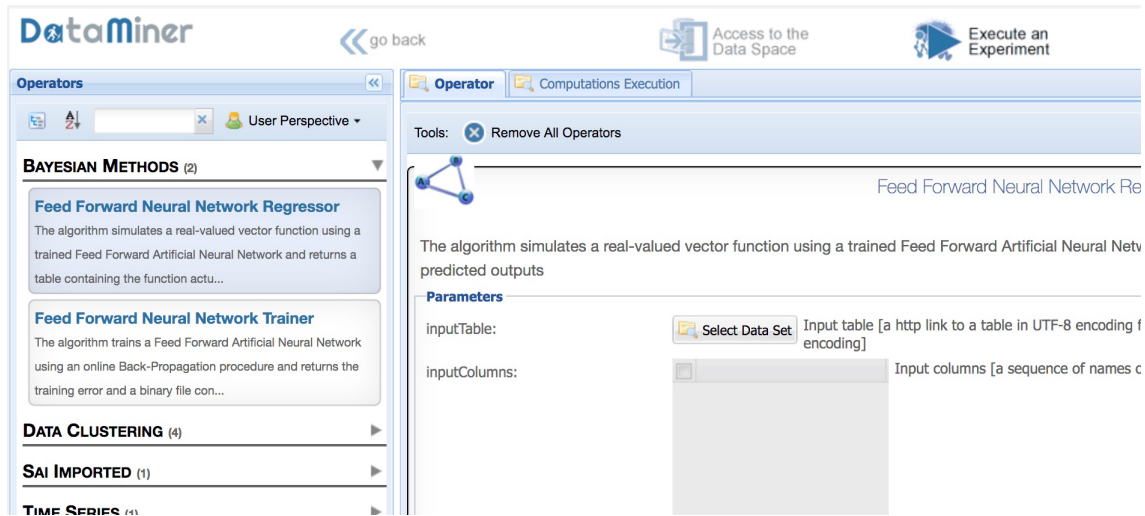 DataMiner
go back
Access to the
Data Space
Execute an
Experiment
Operators
A
Z
User Perspective
BAYESIAN METHODS (2)
Feed Forward Neural Network Regressor
The algorithm simulates a real-valued vector function using a
trained Feed Forward Artificial Neural Network and returns a
table containing the function actu...
Feed Forward Neural Network Trainer
The algorithm trains a Feed Forward Artificial Neural Network
using an online Back-Propagation procedure and returns the
training error and a binary file con...
DATA CLUSTERING (4)
SAI IMPORTED (1)
TIME SERIES (1)
Operator
Computations Execution
Tools:
Remove All Operators
A
B
C
Feed Forward Neural Network Re
The algorithm simulates a real-valued vector function using a trained Feed Forward Artificial Neural Netw
predicted outputs
Parameters
inputTable:
Select Data Set
Input table [a http link to a table in UTF-8 encoding f
encoding]
inputColumns:
Input columns [a sequence of names o